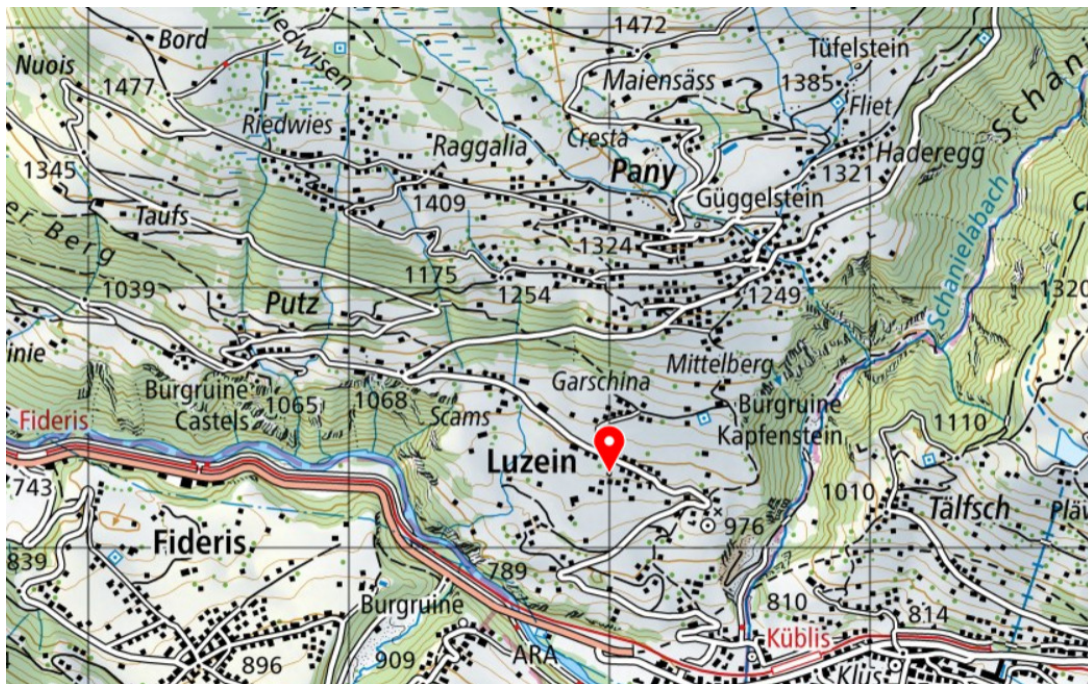 1472
Bord
Riedwisen
Tüfelstein
Nuois
Maiensäss
1385
1477
Fliet
Schan
Riedwies
Cresta
Raggalia
Haderegg
1345
Pany
1321
Güggelstein
Taufs
1409
Schanielabach
er Berg
1324
1175
1039
1254
1249
1320
Putz
inie
Mittelberg
Garschina
Burgruine
Castels
1065
1068
Scams
Burgruine
Kapfenstein
Fideris
1110
Luzein
743
1010
Tälfsch
976
Fideris
839
789
Burgruine
810
814
896
909
ARA
Küblis
Klus